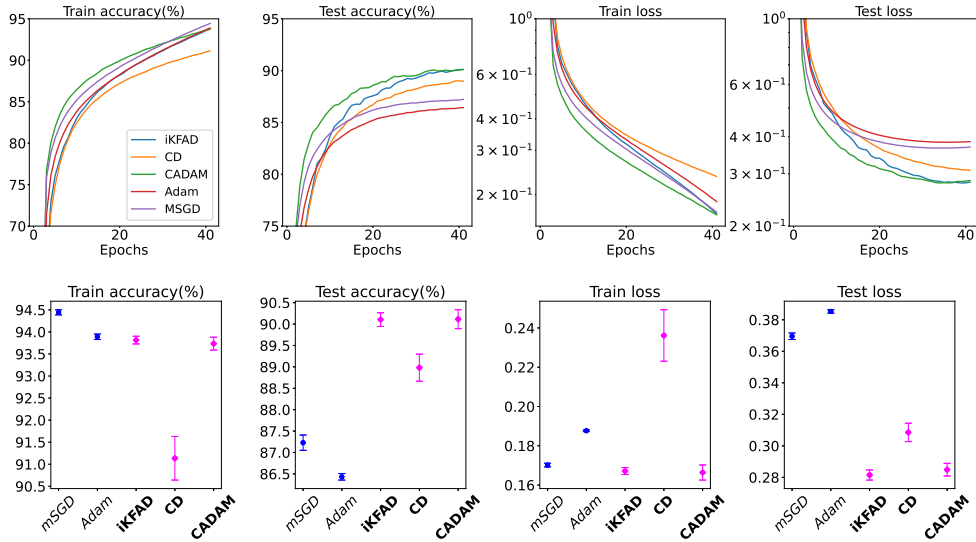 Train accuracy(%)
95
90
85
80
75
70
0
20
40
Epochs
iKFAD
CD
CADAM
Adam
MSGD
Test accuracy(%)
95
90
85
80
75
0
20
40
Epochs
Train loss
10⁰
6 × 10⁻¹
4 × 10⁻¹
3 × 10⁻¹
2 × 10⁻¹
0
20
40
Epochs
Test loss
10⁰
6 × 10⁻¹
4 × 10⁻¹
3 × 10⁻¹
2 × 10⁻¹
0
20
40
Epochs
Train accuracy(%)
94.5
94.0
93.5
93.0
92.5
92.0
91.5
91.0
90.5
mSGD
Adam
iKFAD
CD
CADAM
Test accuracy(%)
90.5
90.0
89.5
89.0
88.5
88.0
87.5
87.0
86.5
mSGD
Adam
iKFAD
CD
CADAM
Train loss
0.24
0.22
0.20
0.18
0.16
mSGD
Adam
iKFAD
CD
CADAM
Test loss
0.38
0.36
0.34
0.32
0.30
0.28
mSGD
Adam
iKFAD
CD
CADAM